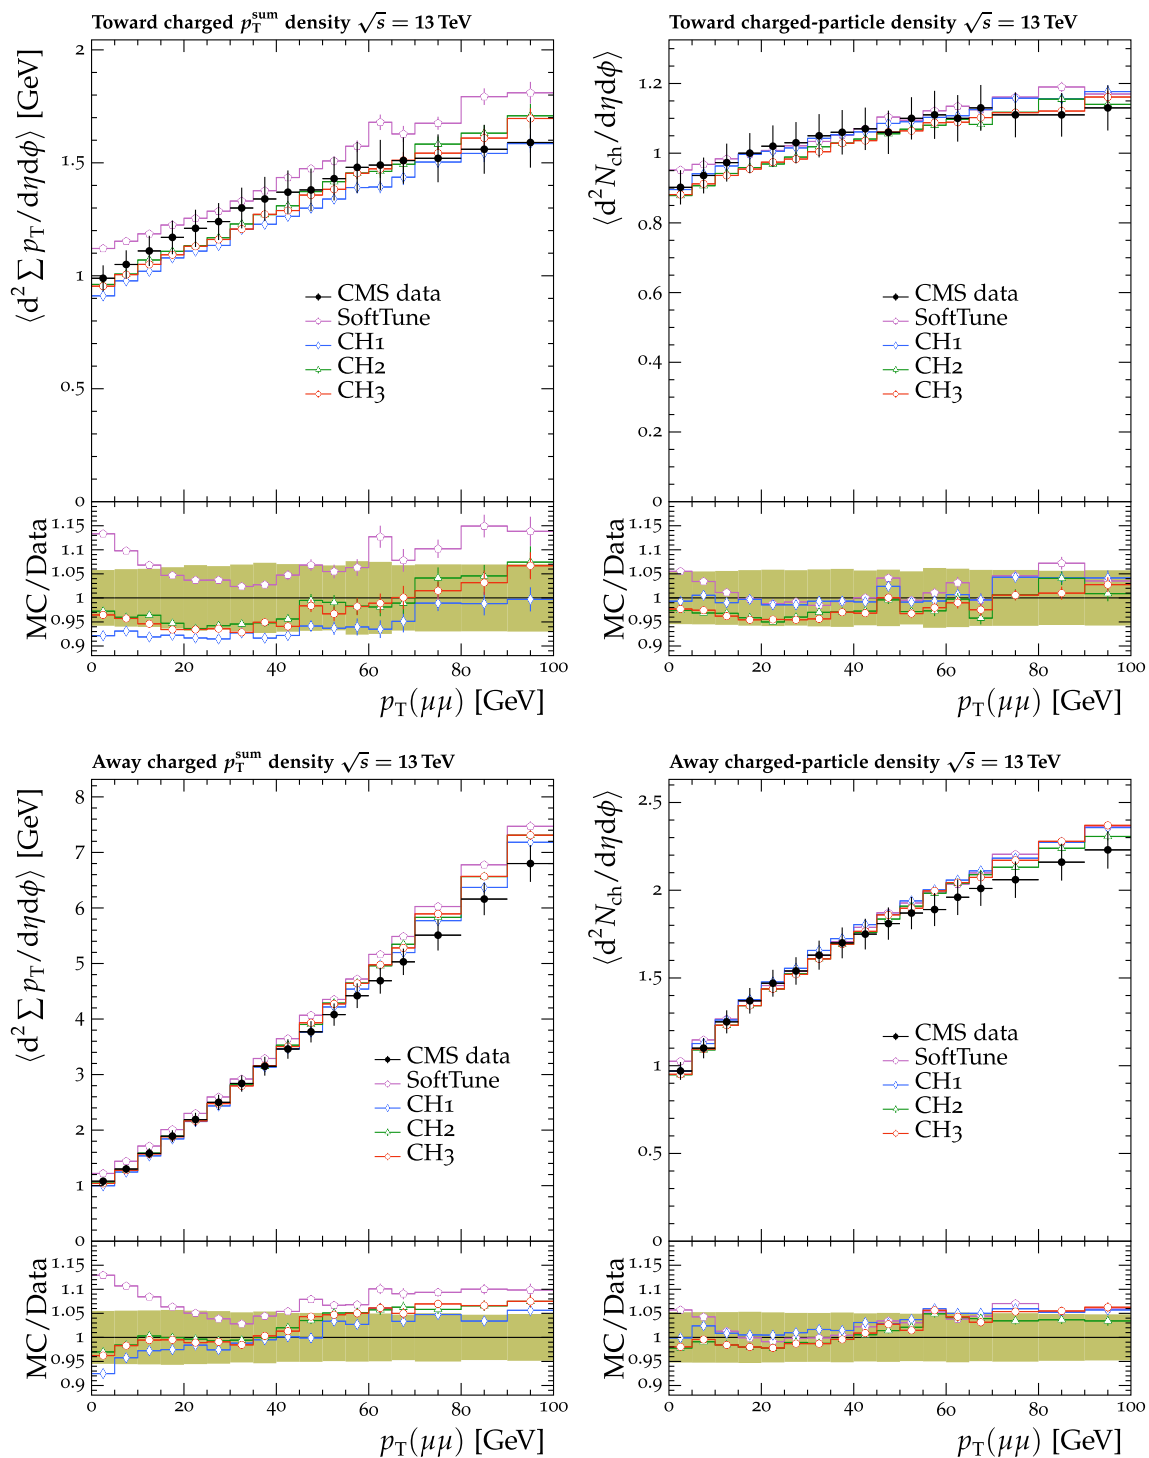 Toward charged p_T^sum density √s = 13 TeV
⟨d² ∑ p_T/dηdϕ⟩ [GeV]
2
1.5
1
0.5
0
CMS data
SoftTune
CH1
CH2
CH3
MC/Data
1.15
1.1
1.05
1
0.95
0.9
0 20 40 60 80 100
p_T(μμ) [GeV]
Toward charged-particle density √s = 13 TeV
⟨d²N_ch/dηdϕ⟩
1.2
1
0.8
0.6
0.4
0.2
0
CMS data
SoftTune
CH1
CH2
CH3
MC/Data
1.15
1.1
1.05
1
0.95
0.9
0 20 40 60 80 100
p_T(μμ) [GeV]
Away charged p_T^sum density √s = 13 TeV
⟨d² ∑ p_T/dηdϕ⟩ [GeV]
8
7
6
5
4
3
2
1
0
CMS data
SoftTune
CH1
CH2
CH3
MC/Data
1.15
1.1
1.05
1
0.95
0.9
0 20 40 60 80 100
p_T(μμ) [GeV]
Away charged-particle density √s = 13 TeV
⟨d²N_ch/dηdϕ⟩
2.5
2
1.5
1
0.5
0
CMS data
SoftTune
CH1
CH2
CH3
MC/Data
1.15
1.1
1.05
1
0.95
0.9
0 20 40 60 80 100
p_T(μμ) [GeV]